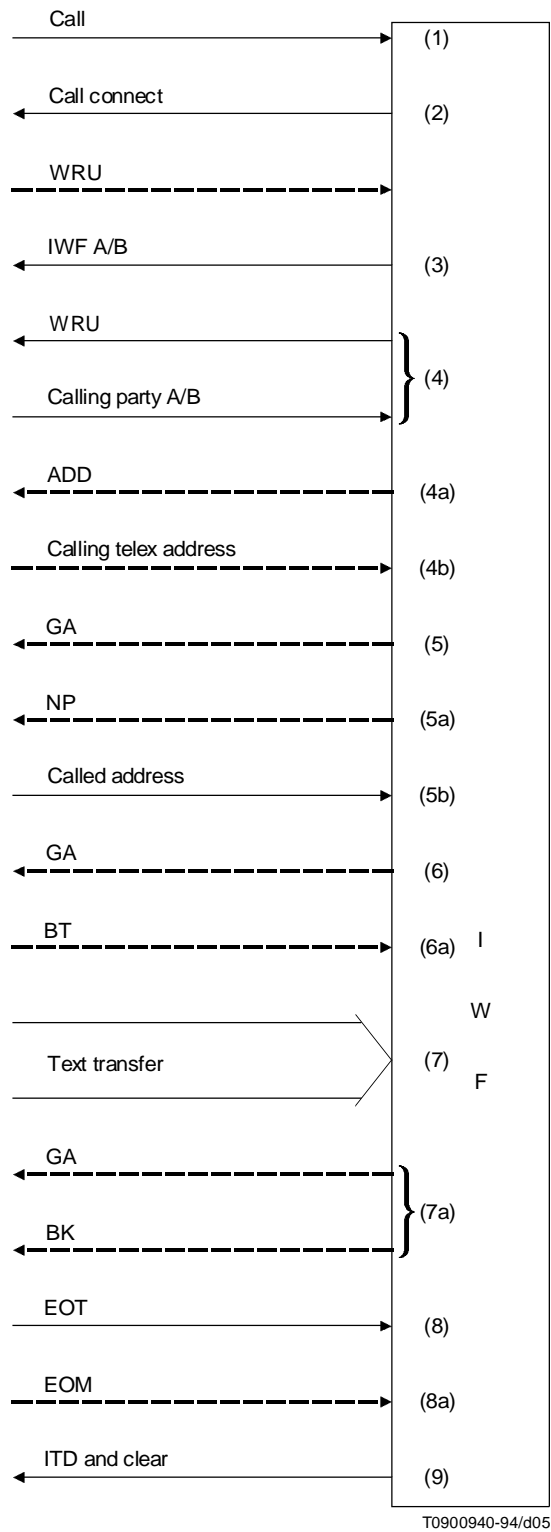 Call
(1)
Call connect
(2)
WRU
IWF A/B
(3)
WRU
(4)
Calling party A/B
ADD
(4a)
Calling telex address
(4b)
GA
(5)
NP
(5a)
Called address
(5b)
GA
(6)
BT
(6a) I
W
Text transfer
(7)
F
GA
(7a)
BK
EOT
(8)
EOM
(8a)
ITD and clear
(9)
T0900940-94/d05